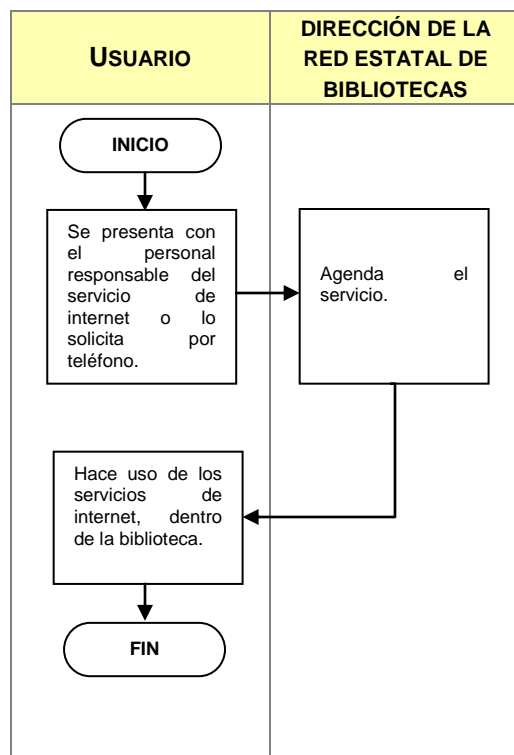 USUARIO
DIRECCIÓN DE LA
RED ESTATAL DE
BIBLIOTECAS
INICIO
Se presenta con
el personal
responsable del
servicio de
internet o lo
solicita por
teléfono.
Agenda el
servicio.
Hace uso de los
servicios de
internet, dentro
de la biblioteca.
FIN